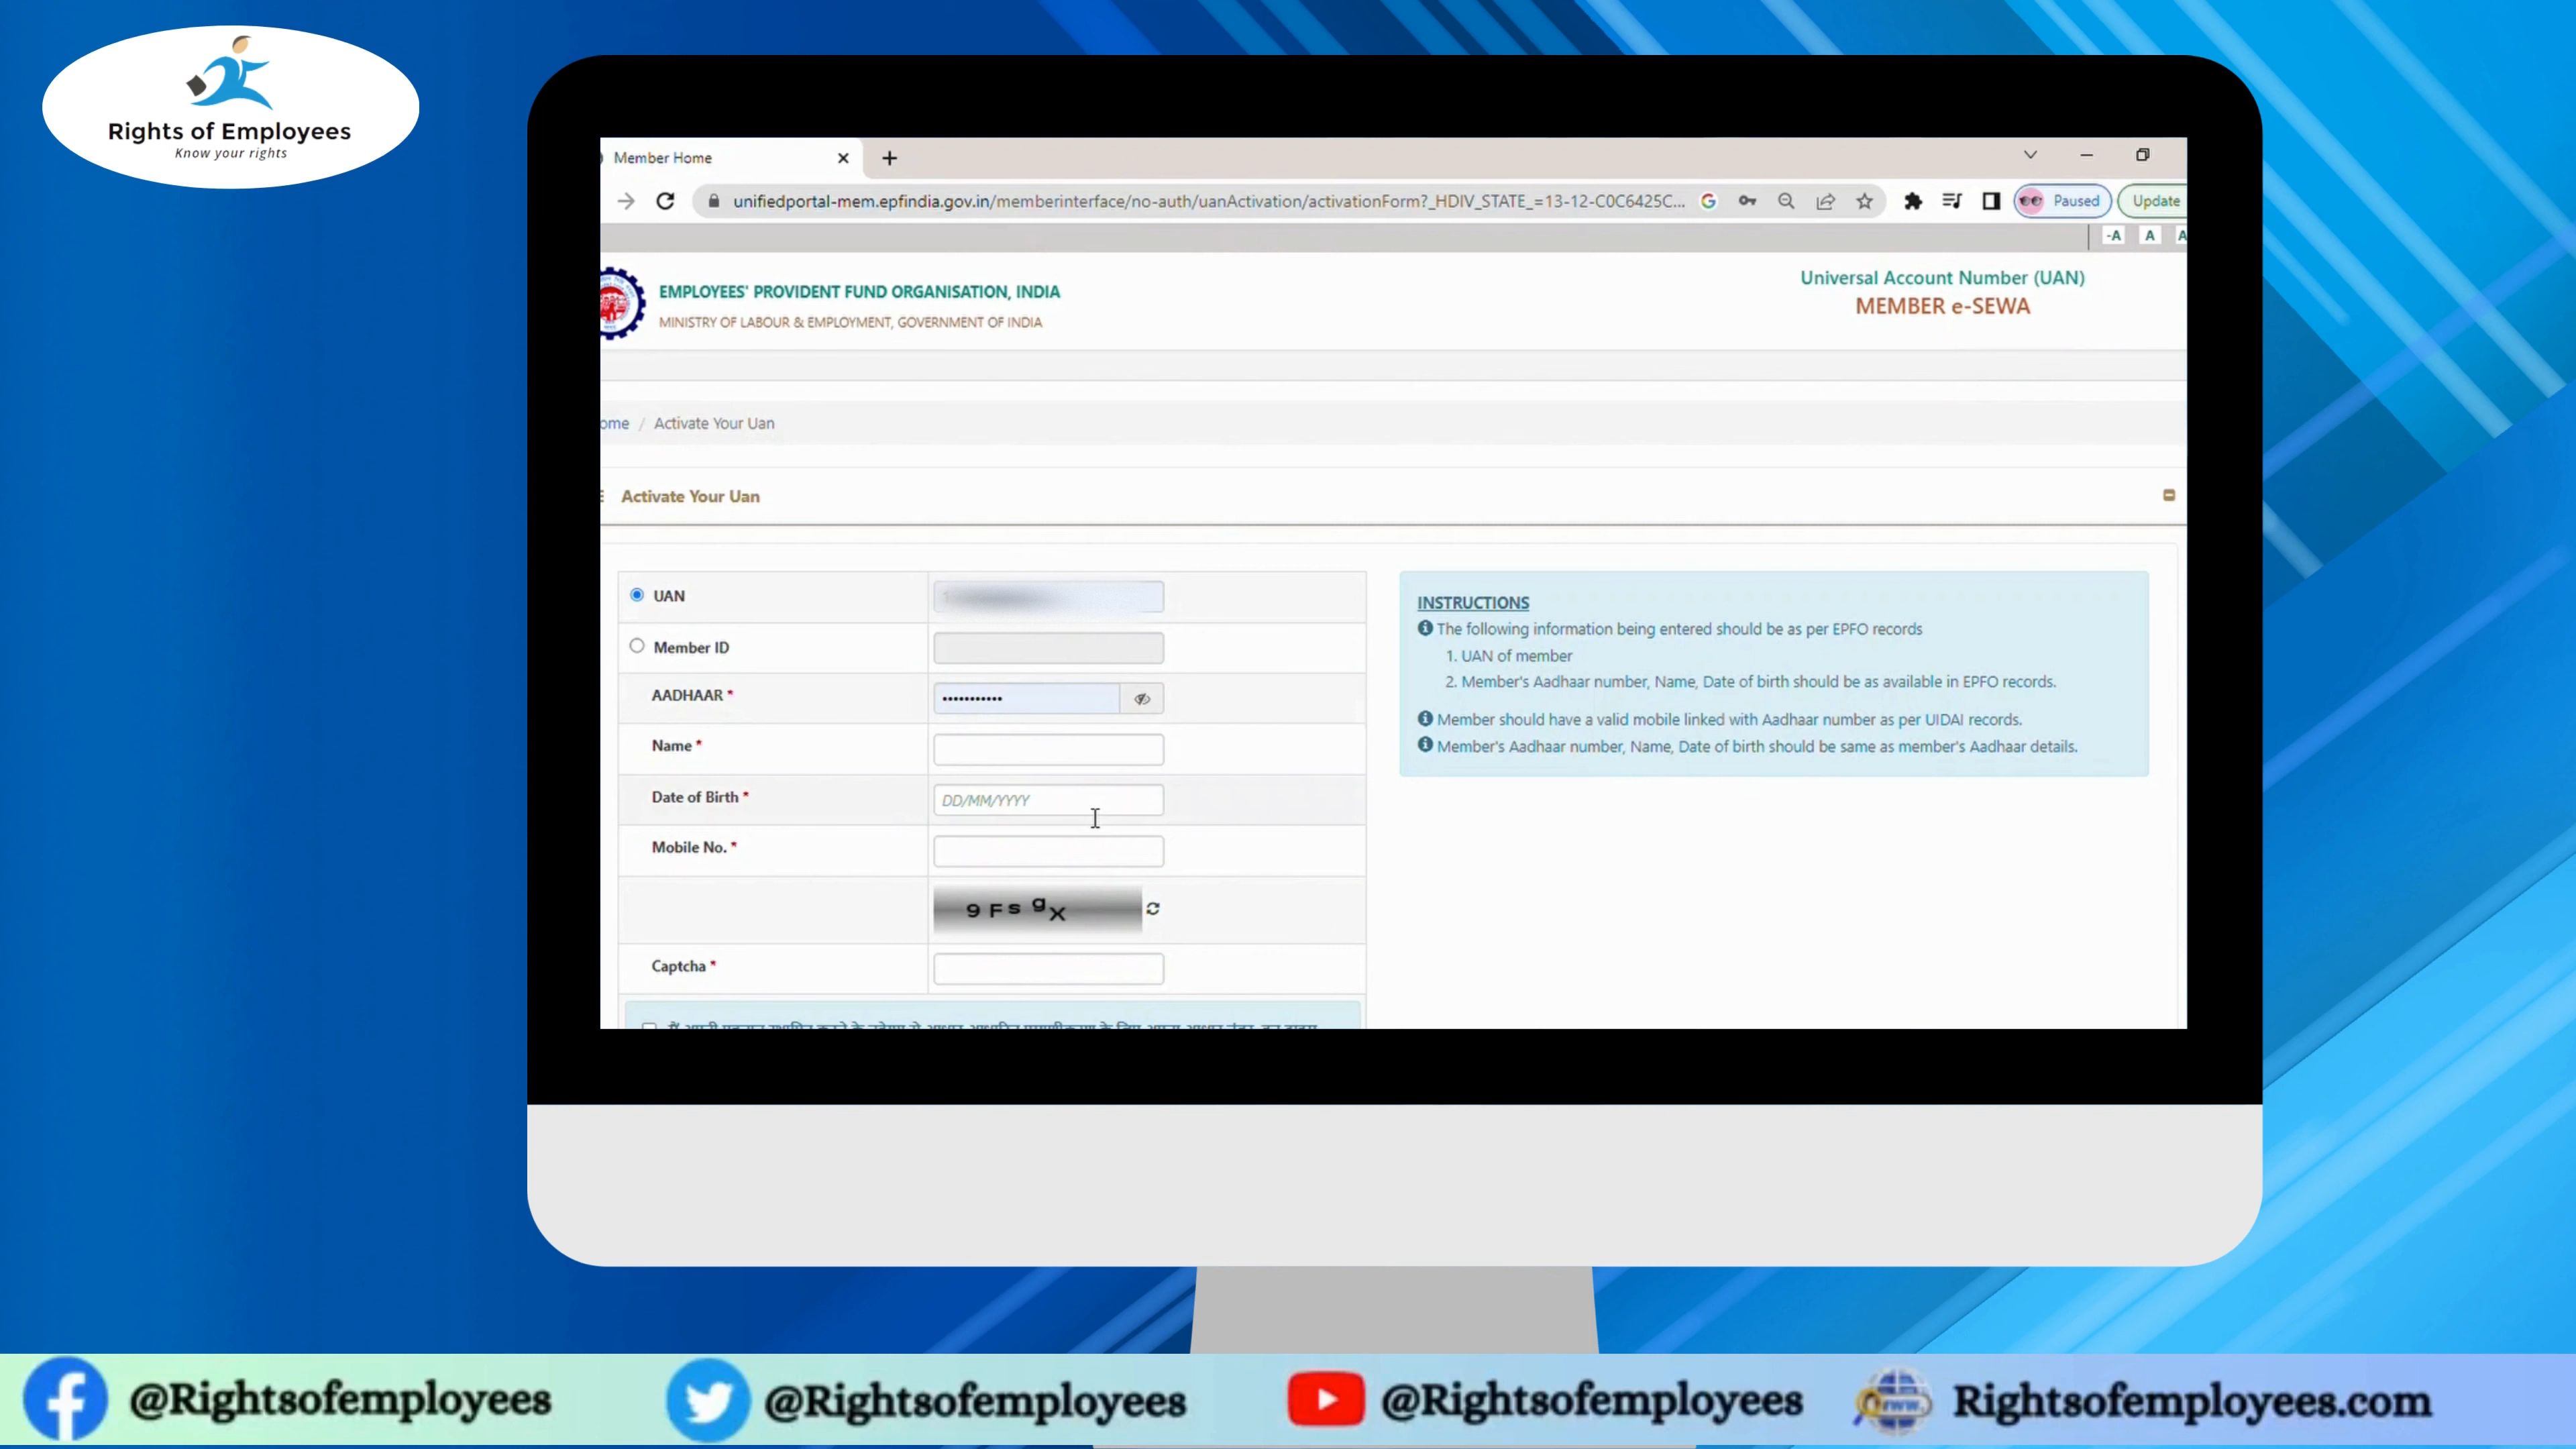 Rights of Employees
Know your rights
Member Home
unifiedportal-mem.epfindia.gov.in/memberinterface/no-auth/uanActivation/activationForm?_HDIV_STATE_=13-12-C0C6425C...
Paused
Update
-A A A
EMPLOYEES' PROVIDENT FUND ORGANISATION, INDIA
MINISTRY OF LABOUR & EMPLOYMENT, GOVERNMENT OF INDIA
Universal Account Number (UAN)
MEMBER e-SEWA
ome / Activate Your Uan
Activate Your Uan
UAN
Member ID
AADHAAR *
Name *
Date of Birth *
DD/MM/YYYY
Mobile No. *
9Fsgx
Captcha *
INSTRUCTIONS
The following information being entered should be as per EPFO records
1. UAN of member
2. Member's Aadhaar number, Name, Date of birth should be as available in EPFO records.
Member should have a valid mobile linked with Aadhaar number as per UIDAI records.
Member's Aadhaar number, Name, Date of birth should be same as member's Aadhaar details.
@Rightsofemployees
@Rightsofemployees
@Rightsofemployees
www.
Rightsofemployees.com